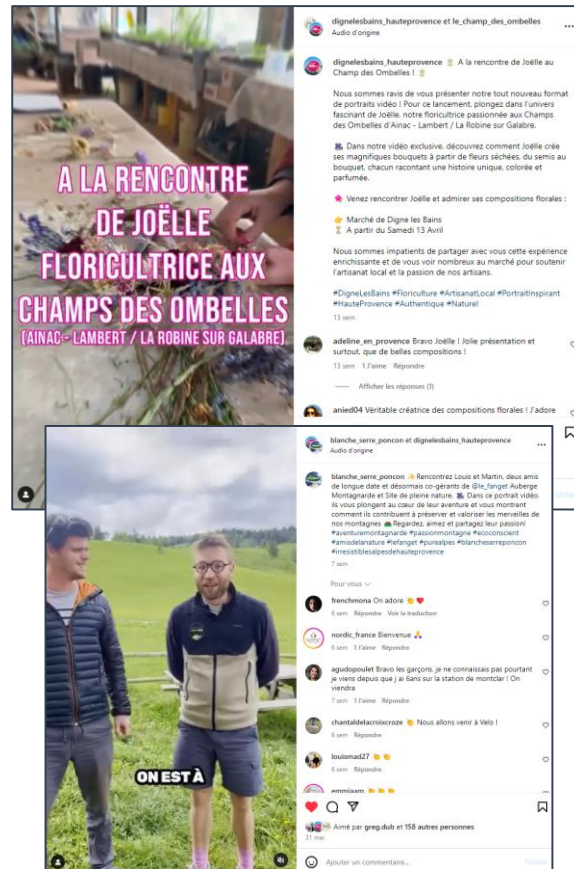 A LA RENCONTRE
DE JOËLLE
FLORICULTRICE AUX
CHAMPS DES OMBELLES
(AINAC - LAMBERT / LA ROBINE SUR GALABRE)
dignelesbains_hauteprovence et le_champ_des_ombelles
Audio d'origine
dignelesbains_hauteprovence A la rencontre de Joëlle au
Champ des Ombelles !
Nous sommes ravis de vous présenter notre tout nouveau format
de portraits vidéo ! Pour ce lancement, plongez dans l'univers
fascinant de Joëlle, notre floricultrice passionnée aux Champs
des Ombelles d'Ainac - Lambert / La Robine sur Galabre.
Dans notre vidéo exclusive, découvrez comment Joëlle crée
ses magnifiques bouquets à partir de fleurs séchées, du semis au
bouquet, chacun racontant une histoire unique, colorée et
parfumée.
Venez rencontrer Joëlle et admirer ses compositions florales :
👉 Marché de Digne les Bains
⏳ A partir du Samedi 13 Avril
Nous sommes impatients de partager avec vous cette expérience
enrichissante et de vous voir nombreux au marché pour soutenir
l'artisanat local et la passion de nos artisans.
#DigneLesBains #Floriculture #ArtisanatLocal #PortraitInspirant
#HauteProvence #Authentique #Naturel
13 sem
adeline_en_provence Bravo Joëlle ! Jolie présentation et
surtout, que de belles compositions !
13 sem 1 J'aime Répondre
Afficher les réponses (1)
anied04 Véritable créatrice des compositions florales ! J'adore
ON EST À
blanche_serre_poncon et dignelesbains_hauteprovence
Audio d'origine
blanche_serre_poncon ✨Rencontrez Louis et Martin, deux amis
de longue date et désormais co-gérants de @le_fanget Auberge
Montagnarde et Site de pleine nature. Dans ce portrait vidéo,
ils vous plongent au cœur de leur aventure et vous montrent
comment ils contribuent à préserver et valoriser les merveilles de
nos montagnes Regardez, aimez et partagez leur passion!
#aventuremontagnarde #passionmontagne #ecoconscient
#amisdelanature #lefanget #purealpes #blancheserreponcon
#irresistiblesalpesdehauteprovence
7 sem
Pour vous
frenchmona On adore 👏 ❤️
6 sem Répondre Voir la traduction
nordic_france Bienvenue 🙏
6 sem 1 J'aime Répondre
agudopoulet Bravo les garçons, je ne connaissais pas pourtant
je viens depuis que j ai 6ans sur la station de montclar ! On
viendra
7 sem 1 J'aime Répondre
chantaldelacroixcroze 👏 Nous allons venir à Velo !
6 sem Répondre
louismad27 👏 👏
6 sem 1 J'aime Répondre
Aimé par greg.dub et 158 autres personnes
31 mai
Ajouter un commentaire...
Publier